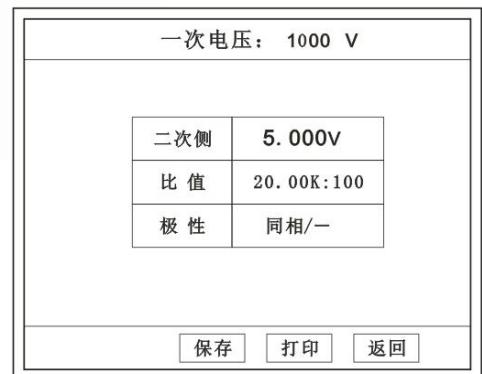 一次电压： 1000 V
二次侧 5.000V
比 值 20.00K:100
极 性 同相/—
保存 打印 返回